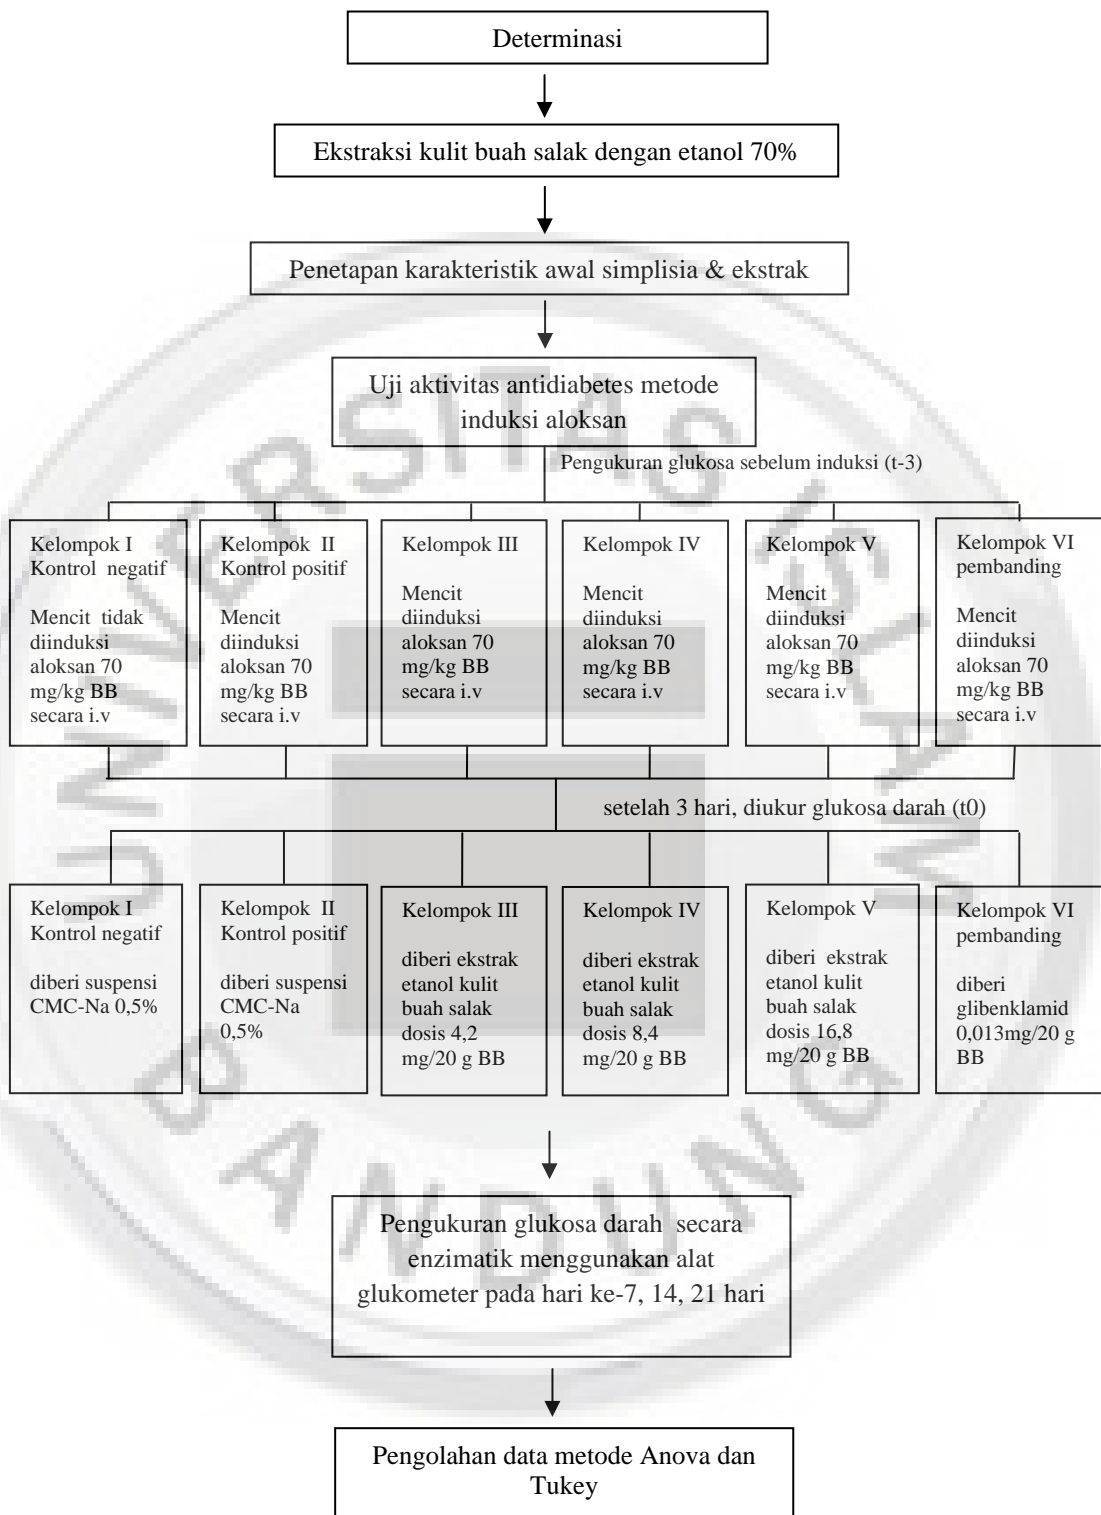 Determinasi
Ekstraksi kulit buah salak dengan etanol 70%
Penetapan karakteristik awal simplisia & ekstrak
Uji aktivitas antidiabetes metode
induksi aloksan
Pengukuran glukosa sebelum induksi (t-3)
Kelompok I
Kontrol negatif
Mencit tidak
diinduksi
aloksan 70
mg/kg BB
secara i.v
Kelompok II
Kontrol positif
Mencit
diinduksi
aloksan 70
mg/kg BB
secara i.v
Kelompok III
Mencit
diinduksi
aloksan 70
mg/kg BB
secara i.v
Kelompok IV
Mencit
diinduksi
aloksan 70
mg/kg BB
secara i.v
Kelompok V
Mencit
diinduksi
aloksan 70
mg/kg BB
secara i.v
Kelompok VI
pembanding
Mencit
diinduksi
aloksan 70
mg/kg BB
secara i.v
setelah 3 hari, diukur glukosa darah (t0)
Kelompok I
Kontrol negatif
diberi suspensi
CMC-Na 0,5%
Kelompok II
Kontrol positif
diberi suspensi
CMC-Na
0,5%
Kelompok III
diberi ekstrak
etanol kulit
buah salak
dosis 4,2
mg/20 g BB
Kelompok IV
diberi ekstrak
etanol kulit
buah salak
dosis 8,4
mg/20 g BB
Kelompok V
diberi ekstrak
etanol kulit
buah salak
dosis 16,8
mg/20 g BB
Kelompok VI
pembanding
diberi
glibenklamid
0,013mg/20 g
BB
Pengukuran glukosa darah secara
enzimatik menggunakan alat
glukometer pada hari ke-7, 14, 21 hari
Pengolahan data metode Anova dan
Tukey
UNIVERSITAS ISLAM
BANDUNG